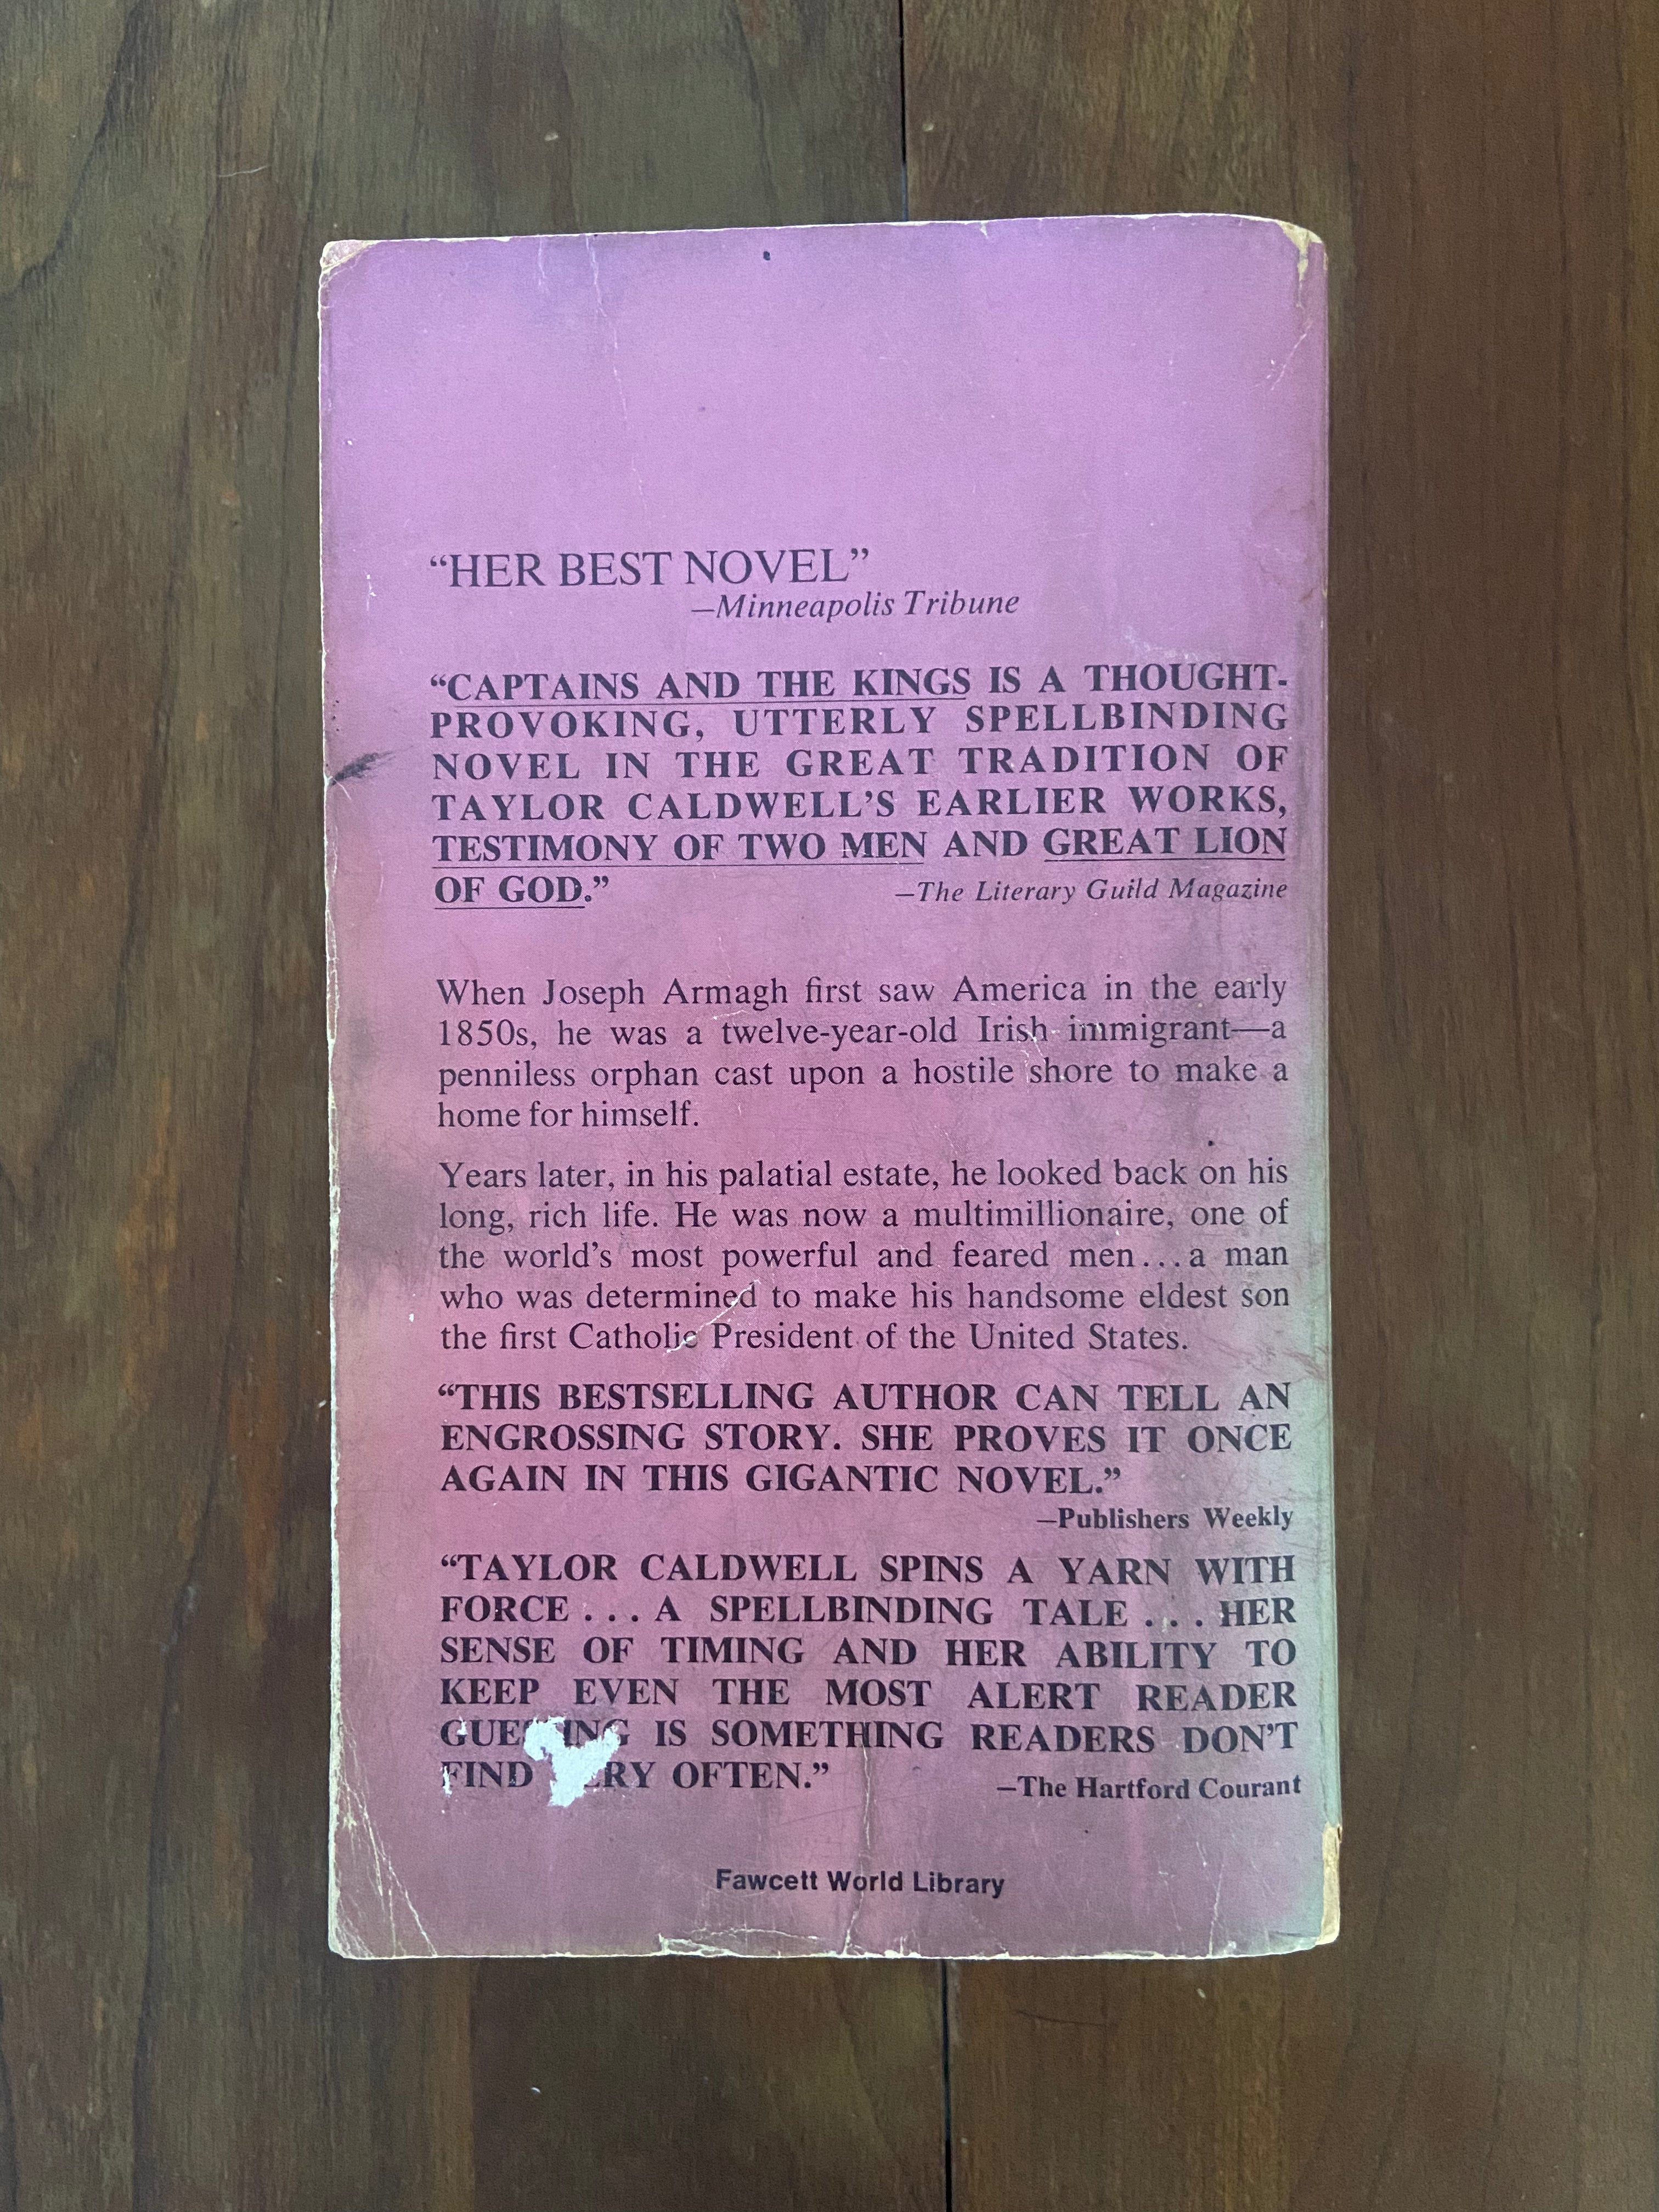 “HER BEST NOVEL”
—Minneapolis Tribune
“CAPTAINS AND THE KINGS IS A THOUGHT-
PROVOKING, UTTERLY SPELLBINDING
NOVEL IN THE GREAT TRADITION OF
TAYLOR CALDWELL’S EARLIER WORKS,
TESTIMONY OF TWO MEN AND GREAT LION
OF GOD.” —The Literary Guild Magazine
When Joseph Armagh first saw America in the early
1850s, he was a twelve-year-old Irish immigrant—a
penniless orphan cast upon a hostile shore to make a
home for himself.
Years later, in his palatial estate, he looked back on his
long, rich life. He was now a multimillionaire, one of
the world’s most powerful and feared men...a man
who was determined to make his handsome eldest son
the first Catholic President of the United States.
“THIS BESTSELLING AUTHOR CAN TELL AN
ENGROSSING STORY. SHE PROVES IT ONCE
AGAIN IN THIS GIGANTIC NOVEL.”
—Publishers Weekly
“TAYLOR CALDWELL SPINS A YARN WITH
FORCE . . . A SPELLBINDING TALE . . . HER
SENSE OF TIMING AND HER ABILITY TO
KEEP EVEN THE MOST ALERT READER
IS SOMETHING READERS DON’T
FIND OFTEN.” —The Hartford Courant
Fawcett World Library